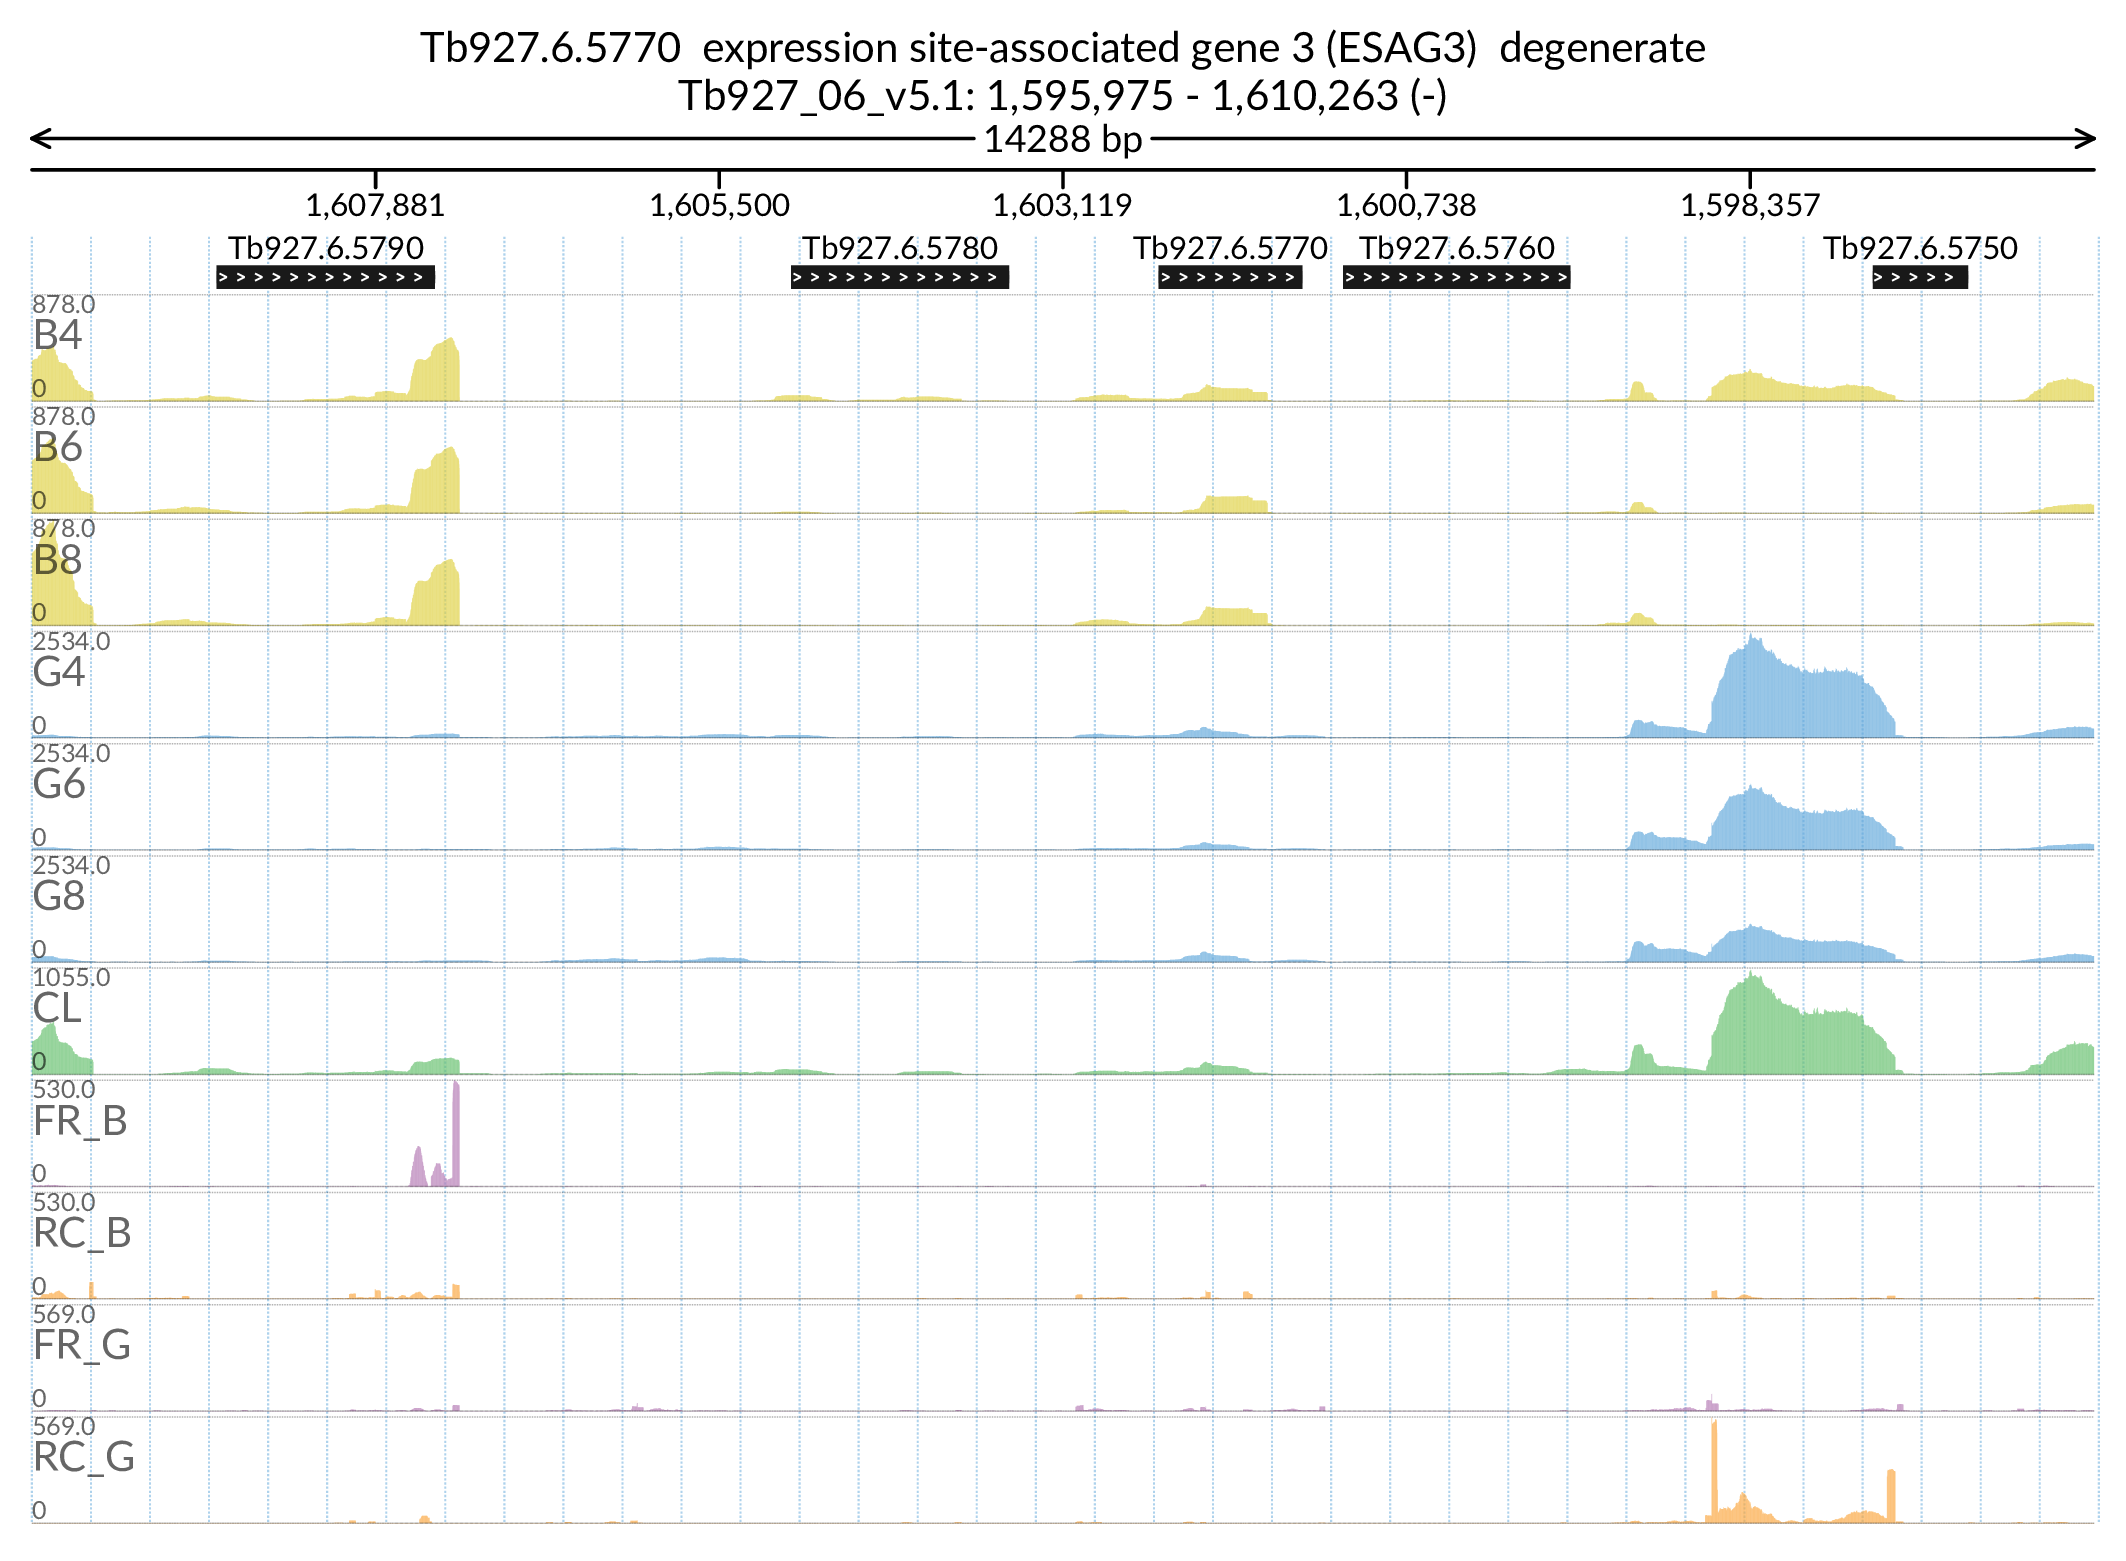 Tb927.6.5770  expression site-associated gene 3 (ESAG3)  degenerate
Tb927_06_v5.1: 1,595,975 - 1,610,263 (-)
14288 bp
1,607,881 1,605,500 1,603,119 1,600,738 1,598,357
Tb927.6.5790 Tb927.6.5780 Tb927.6.5770 Tb927.6.5760 Tb927.6.5750
878.0
B4
0
878.0
B6
0
878.0
B8
0
2534.0
G4
0
2534.0
G6
0
2534.0
G8
0
1055.0
CL
0
530.0
FR_B
0
530.0
RC_B
0
569.0
FR_G
0
569.0
RC_G
0